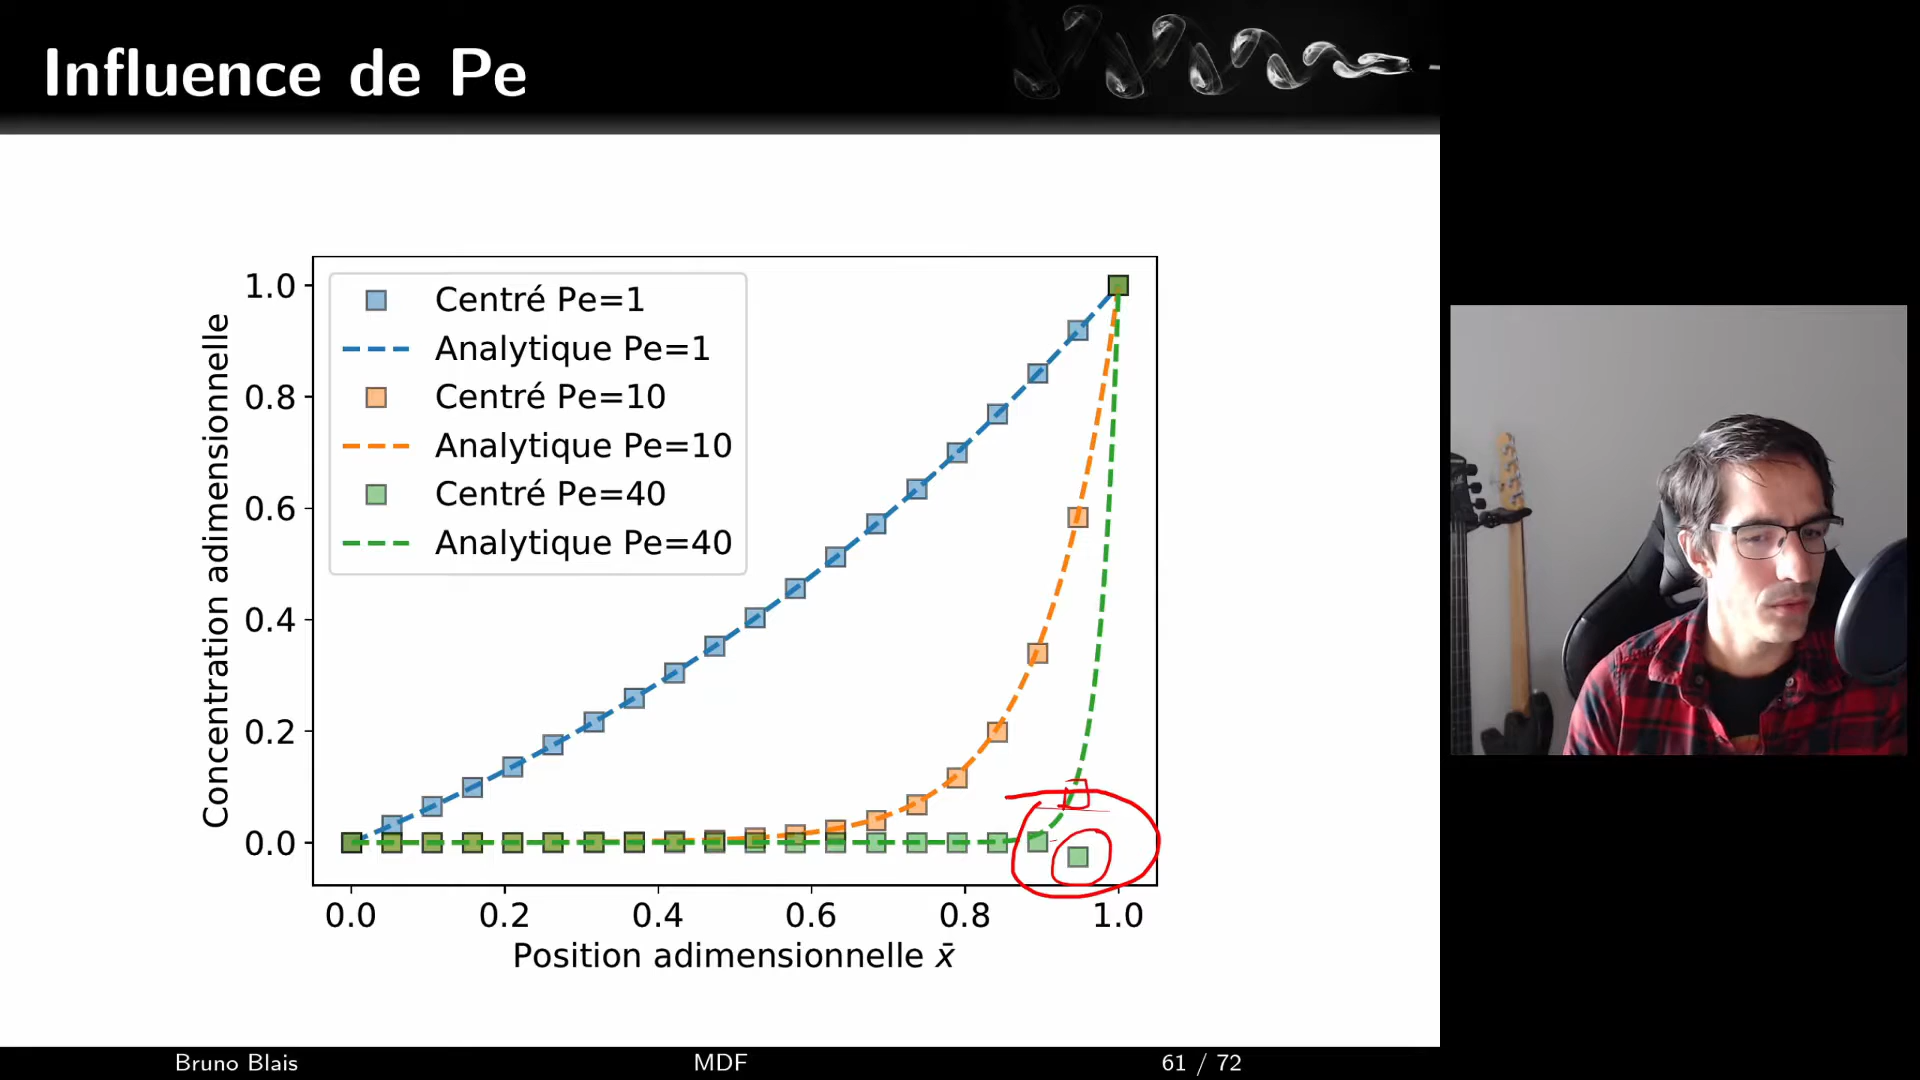 Influence de Pe
1.0
0.8
0.6
0.4
0.2
0.0
Concentration adimensionnelle
Centré Pe=1
Analytique Pe=1
Centré Pe=10
Analytique Pe=10
Centré Pe=40
Analytique Pe=40
0.0 0.2 0.4 0.6 0.8 1.0
Position adimensionnelle x̄
Bruno Blais MDF 61 / 72